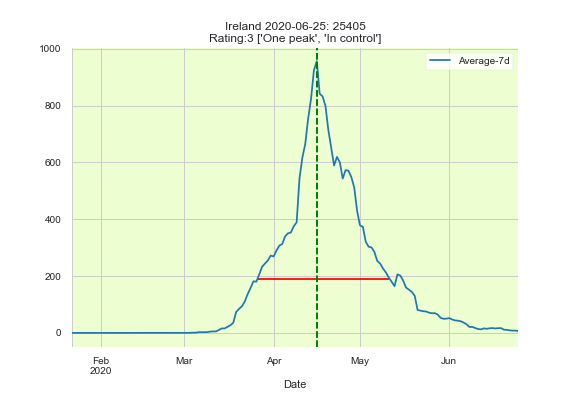 Ireland 2020-06-25: 25405
Rating:3 ['One peak', 'In control']
Average-7d
1000
800
600
400
200
0
Feb
2020
Mar
Apr
May
Jun
Date